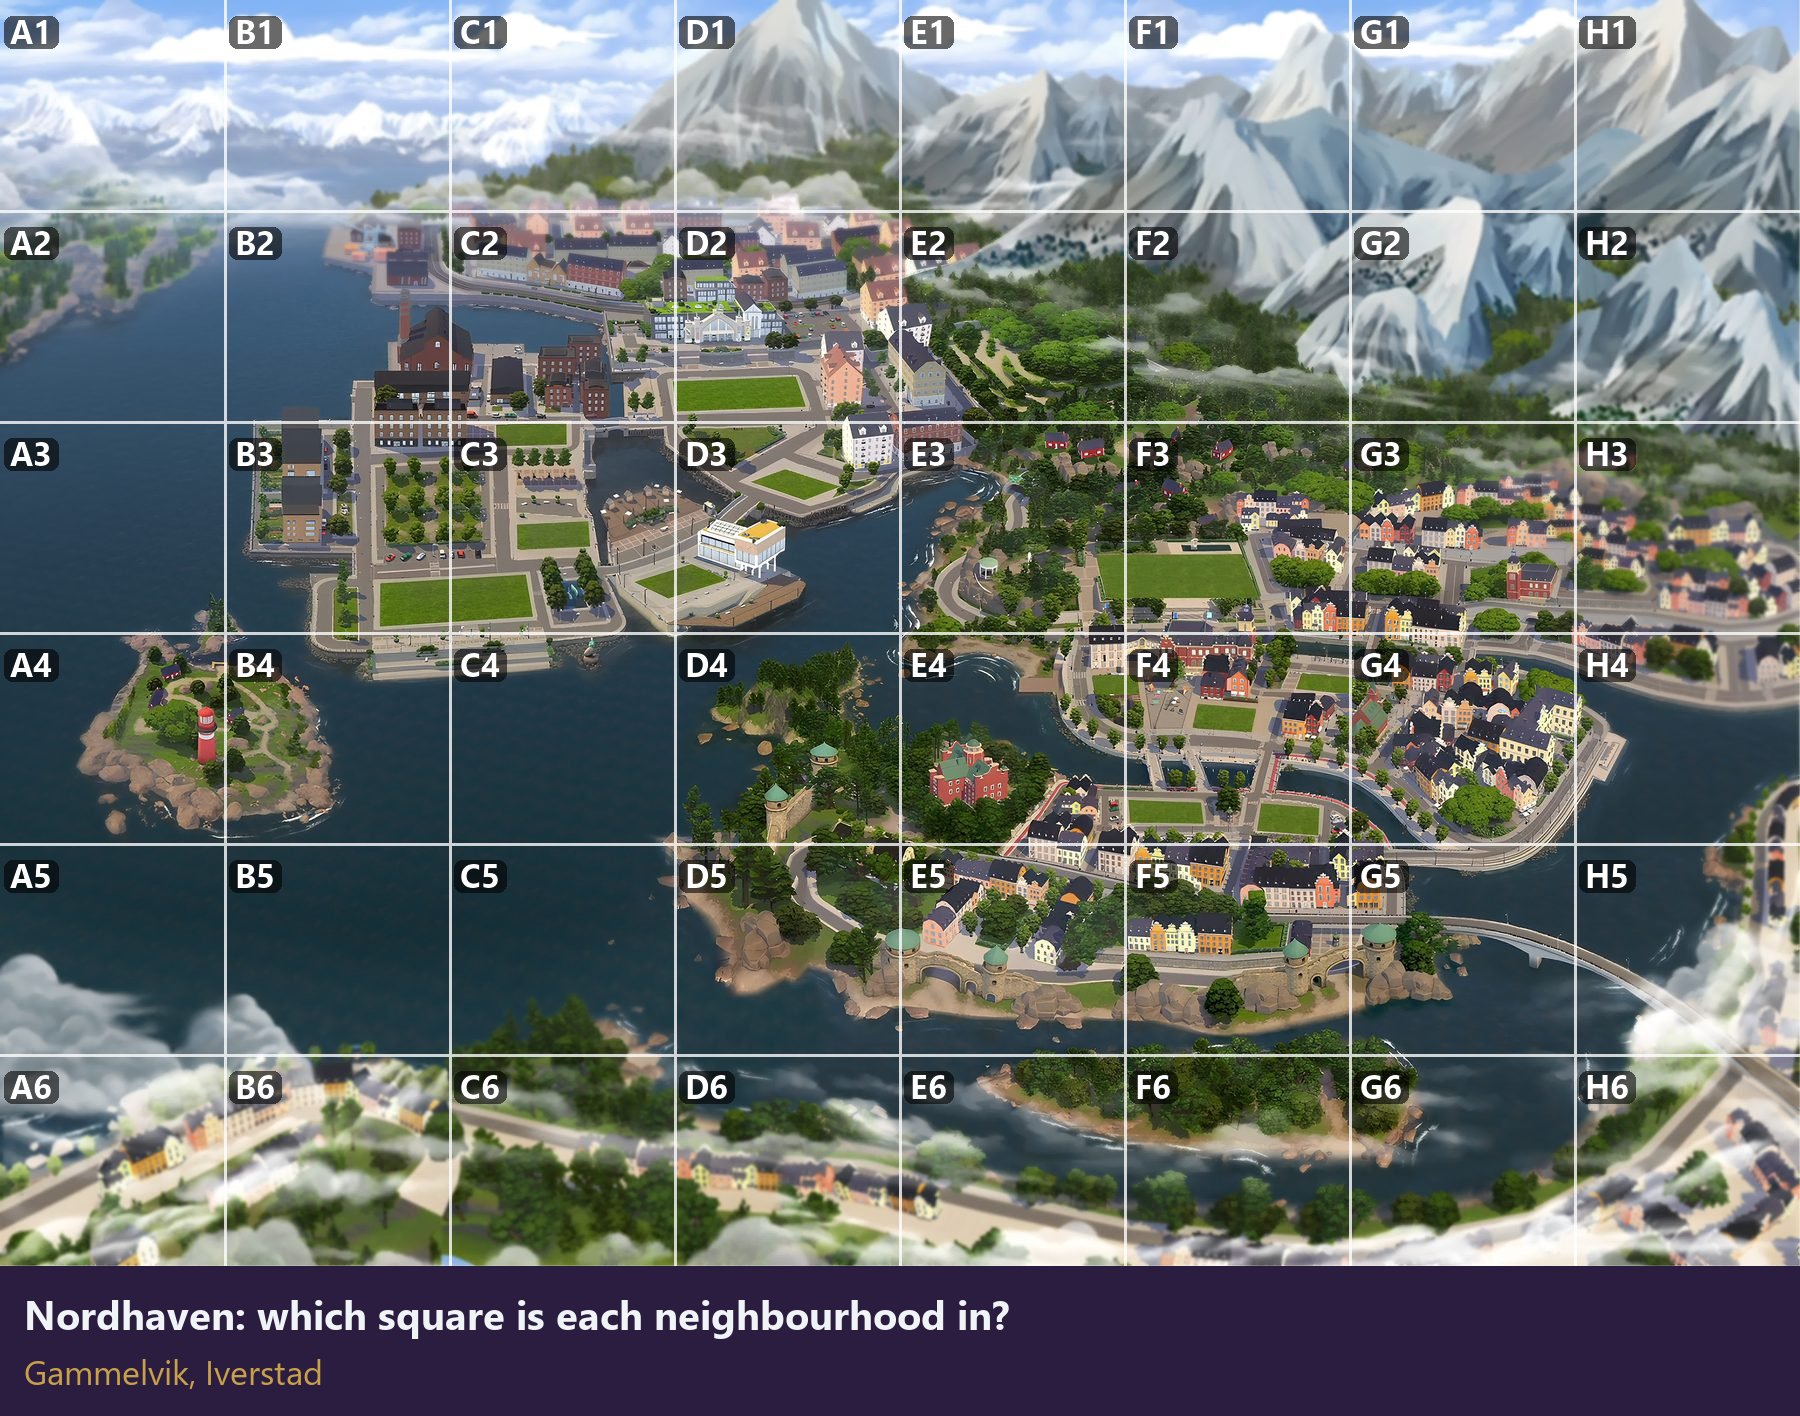 A1 B1 C1 D1 E1 F1 G1 H1
A2 B2 C2 D2 E2 F2 G2 H2
A3 B3 C3 D3 E3 F3 G3 H3
A4 B4 C4 D4 E4 F4 G4 H4
A5 B5 C5 D5 E5 F5 G5 H5
A6 B6 C6 D6 E6 F6 G6 H6
Nordhaven: which square is each neighbourhood in?
Gammelvik, Iverstad